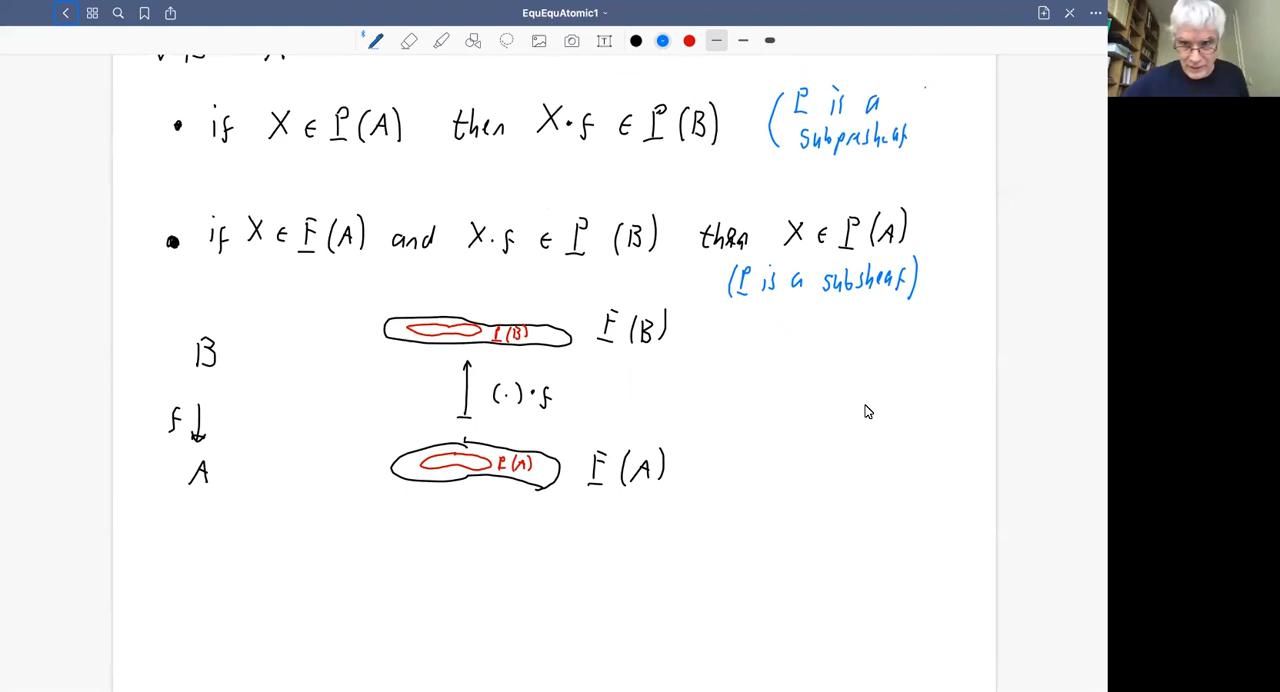 EquEquAtomic1
• if X ∈ P(A) then X·f ∈ P(B) (P is a
subpresheaf
• if X ∈ F(A) and X·f ∈ P(B) then X ∈ P(A)
(P is a subsheaf)
P(B) F(B)
B
f (·)·f
A
P(A) F(A)